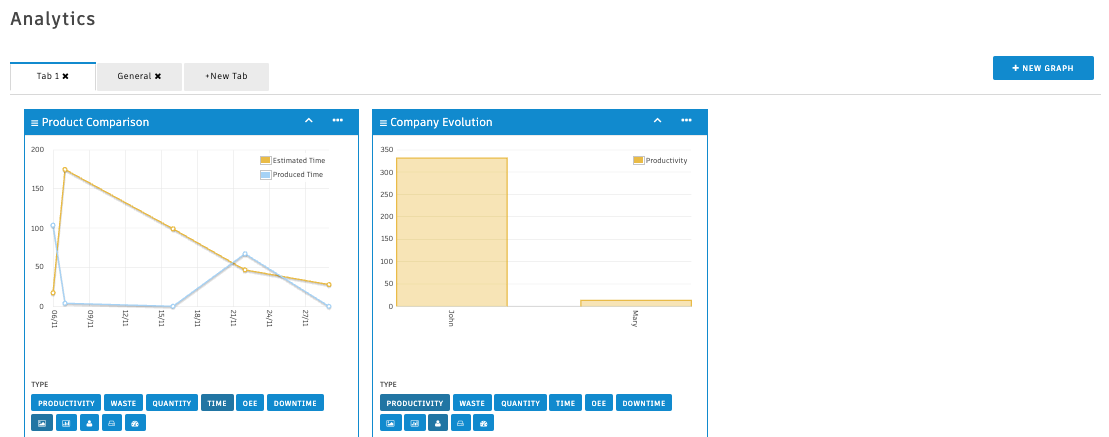 Analytics
Tab 1 ✖
General ✖
+New Tab
+ NEW GRAPH
≡ Product Comparison
•••
Estimated Time
Produced Time
200
150
100
50
0
06/11
09/11
12/11
15/11
18/11
21/11
24/11
27/11
TYPE
PRODUCTIVITY WASTE QUANTITY TIME OEE DOWNTIME
≡ Company Evolution
•••
Productivity
350
300
250
200
250
100
50
0
John
Mary
TYPE
PRODUCTIVITY WASTE QUANTITY TIME OEE DOWNTIME